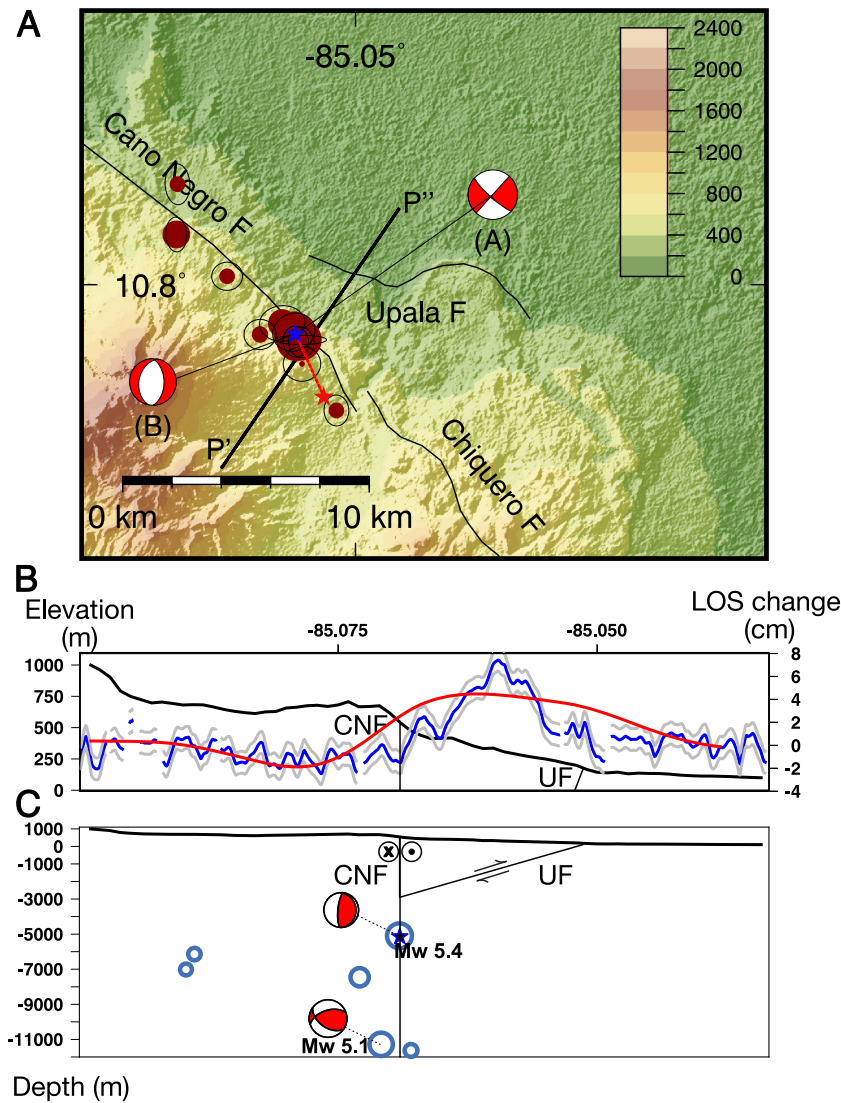 A
-85.05°
2400
2000
1600
1200
800
400
0
Cano Negro F
P''
(A)
10.8°
Upala F
(B)
P'
Chiquero F
0 km
10 km
B
Elevation
(m)
-85.075
-85.050
LOS change
(cm)
1000
750
500
250
0
CNF
UF
8
6
4
2
0
-2
-4
C
1000
0
-1000
-3000
-5000
-7000
-9000
-11000
x
CNF
UF
Mw 5.4
Mw 5.1
Depth (m)